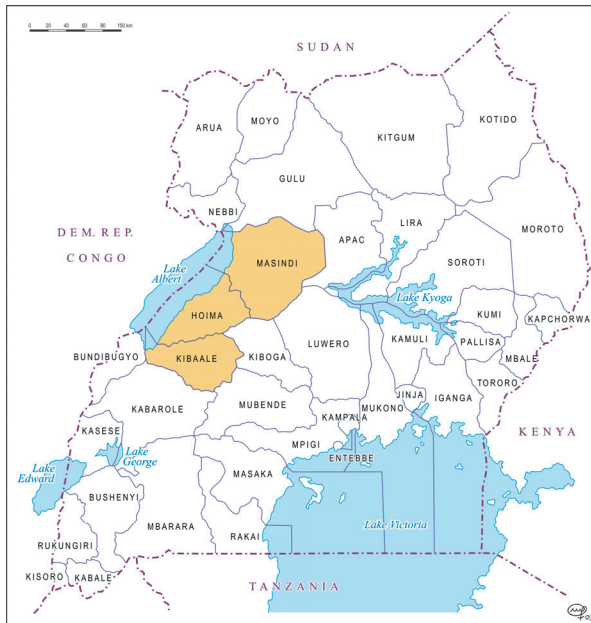 0 20 40 60 80 100 km
SUDAN
KOTIDO
MOYO
ARUA
KITGUM
GULU
NEBBI
LIRA
MOROTO
DEM. REP.
CONGO
APAC
MASINDI
SOROTI
Lake
Albert
Lake Kyoga
HOIMA
KUMI
KAPCHORWA
LUWERO
KAMULI
PALLISA
BUNDIBUGYO
KIBAALE
KIBOGA
MBALE
TORORO
KABAROLE
MUBENDE
JINJA
IGANGA
KAMPALA
MUKONO
KASESE
KENYA
MPIGI
Lake
George
ENTEBBE
Lake
Edward
MASAKA
BUSHENYI
MBARARA
Lake Victoria
RAKAI
RUKUNGIRI
KISORO
KABALE
TANZANIA